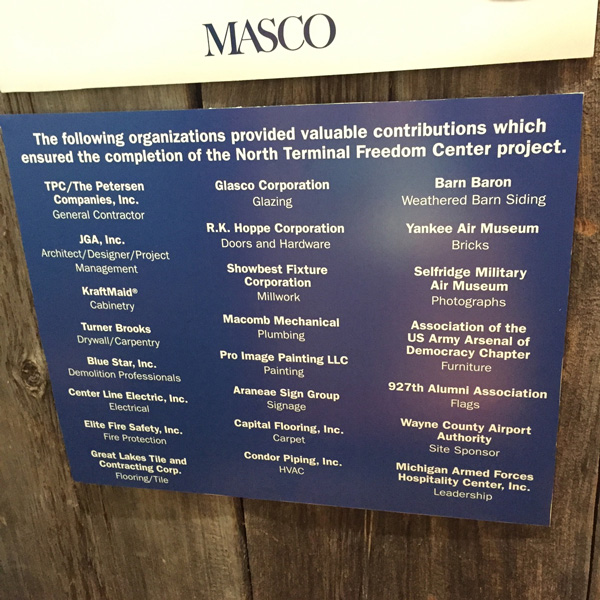 MASCO
The following organizations provided valuable contributions which
ensured the completion of the North Terminal Freedom Center project.
TPC/The Petersen
Companies, Inc.
General Contractor
JGA, Inc.
Architect/Designer/Project
Management
KraftMaid®
Cabinetry
Turner Brooks
Drywall/Carpentry
Blue Star, Inc.
Demolition Professionals
Center Line Electric, Inc.
Electrical
Elite Fire Safety, Inc.
Fire Protection
Great Lakes Tile and
Contracting Corp.
Flooring/Tile
Glasco Corporation
Glazing
R.K. Hoppe Corporation
Doors and Hardware
Showbest Fixture
Corporation
Millwork
Macomb Mechanical
Plumbing
Pro Image Painting LLC
Painting
Araneae Sign Group
Signage
Capital Flooring, Inc.
Carpet
Condor Piping, Inc.
HVAC
Barn Baron
Weathered Barn Siding
Yankee Air Museum
Bricks
Selfridge Military
Air Museum
Photographs
Association of the
US Army Arsenal of
Democracy Chapter
Furniture
927th Alumni Association
Flags
Wayne County Airport
Authority
Site Sponsor
Michigan Armed Forces
Hospitality Center, Inc.
Leadership